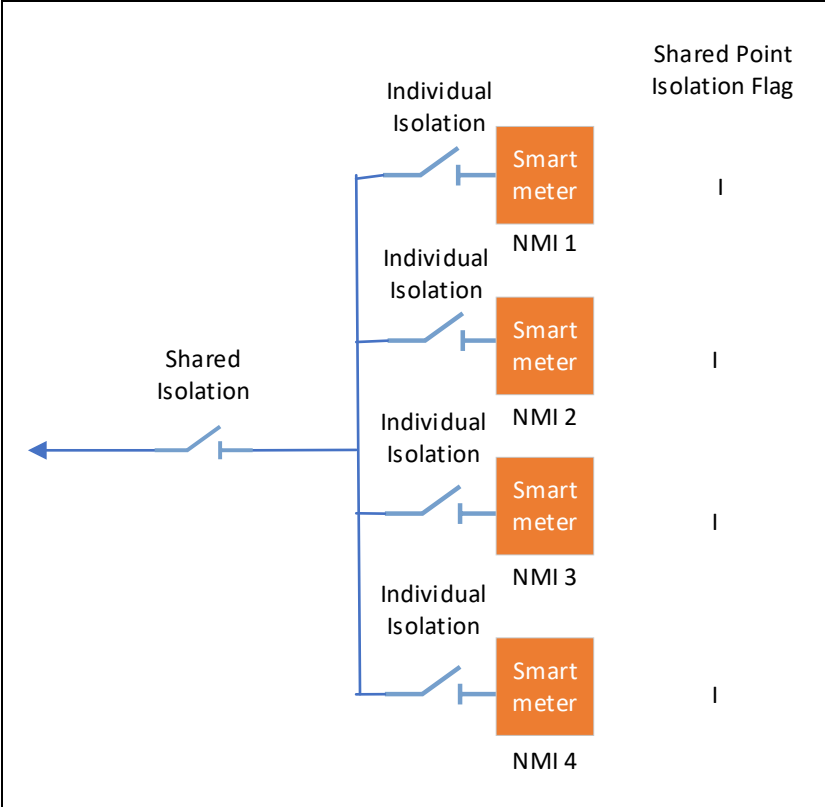 Shared Point
Isolation Flag
Individual
Isolation
Smart
meter
I
NMI 1
Individual
Isolation
Smart
meter
I
NMI 2
Shared
Isolation
Individual
Isolation
Smart
meter
I
NMI 3
Individual
Isolation
Smart
meter
I
NMI 4